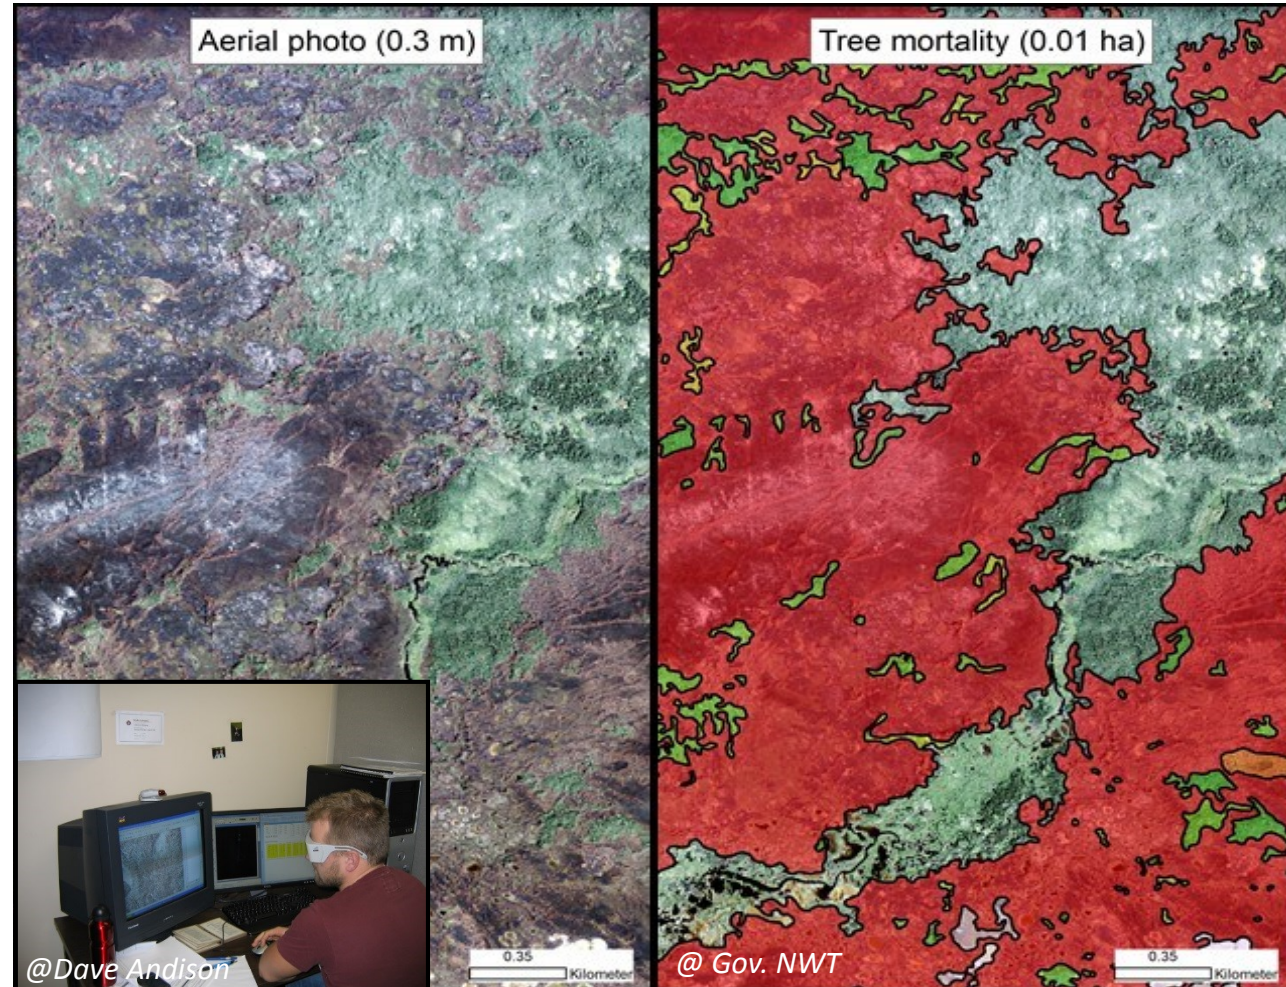 Aerial photo (0.3 m)
Tree mortality (0.01 ha)
@Dave Andison
0.35
Kilometer
@ Gov. NWT
0.35
Kilometer